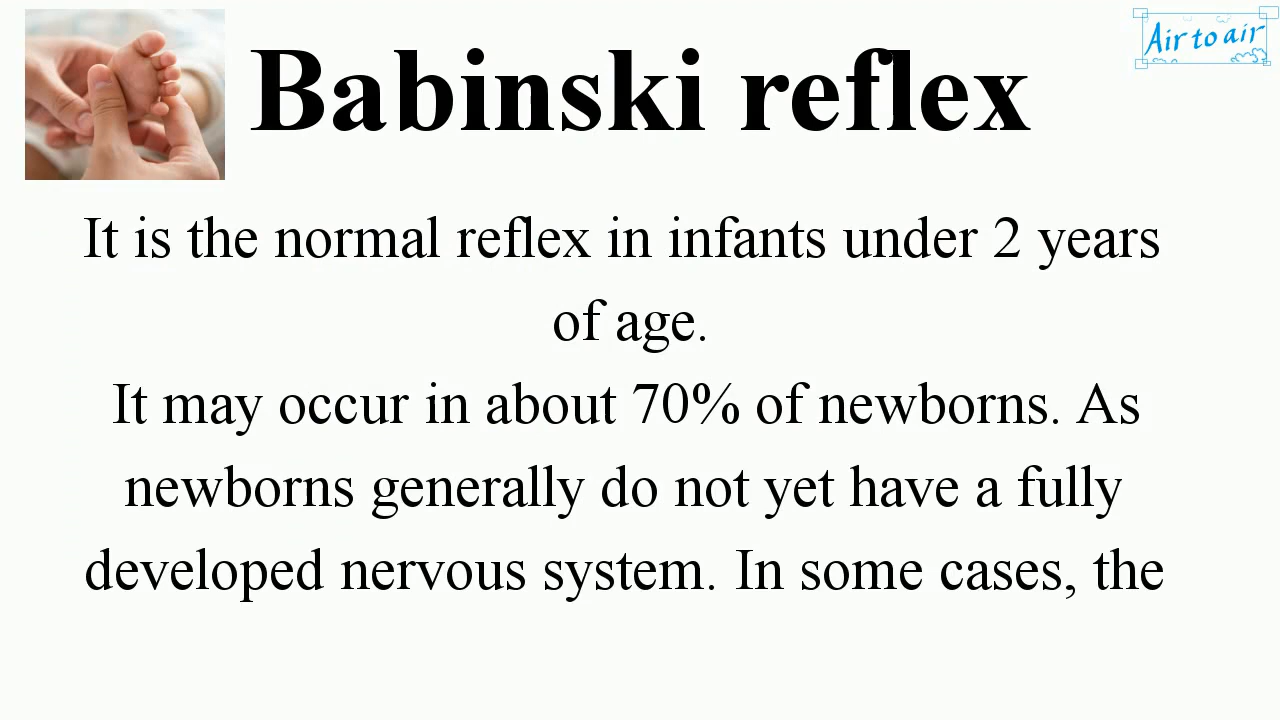 Babinski reflex
Air to air
It is the normal reflex in infants under 2 years
of age.
It may occur in about 70% of newborns. As
newborns generally do not yet have a fully
developed nervous system. In some cases, the